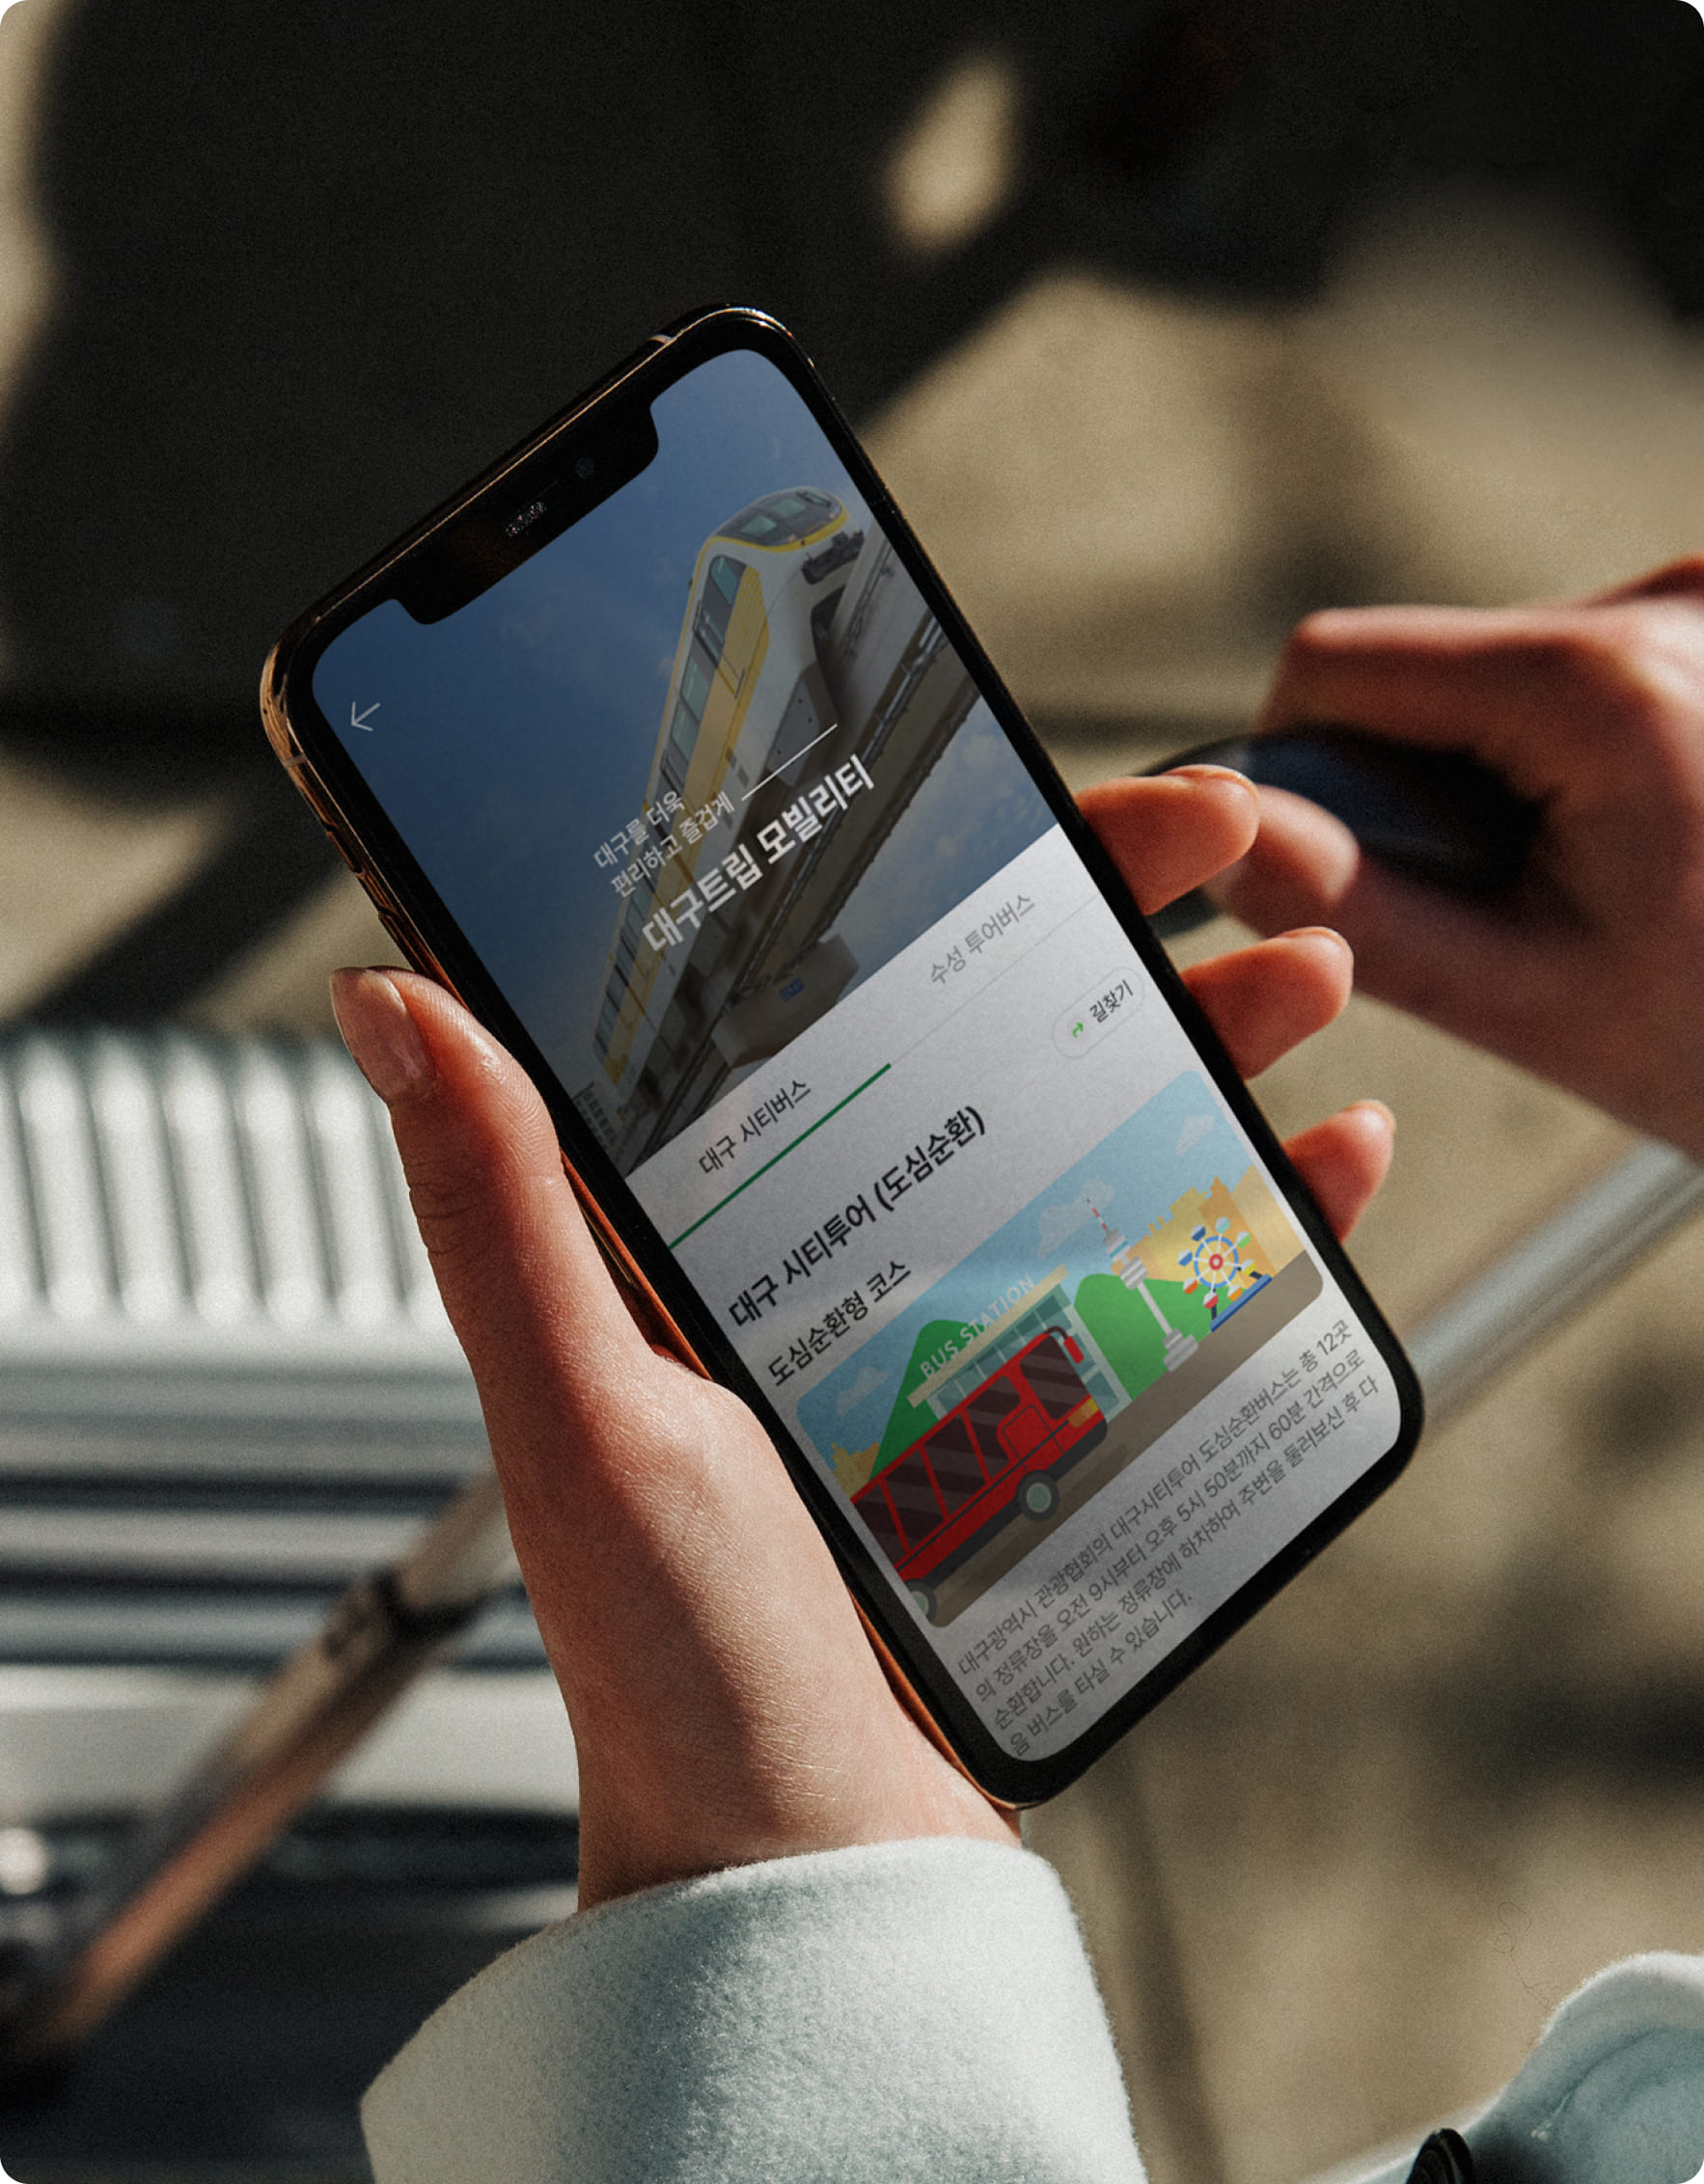 대구를 더욱
편리하고 즐겁게
대구트립 모빌리티
대구 시티버스
수성 투어버스
길찾기
대구 시티투어 (도심순환)
도심순환형 코스
BUS STATION
대구광역시 관광협회의 대구시티투어 도심순환버스는 총 12곳
의 정류장을 오전 9시부터 오후 5시 50분까지 60분 간격으로
순환합니다. 원하는 정류장에 하차하여 주변을 둘러보신 후 다
음 버스를 타실 수 있습니다.